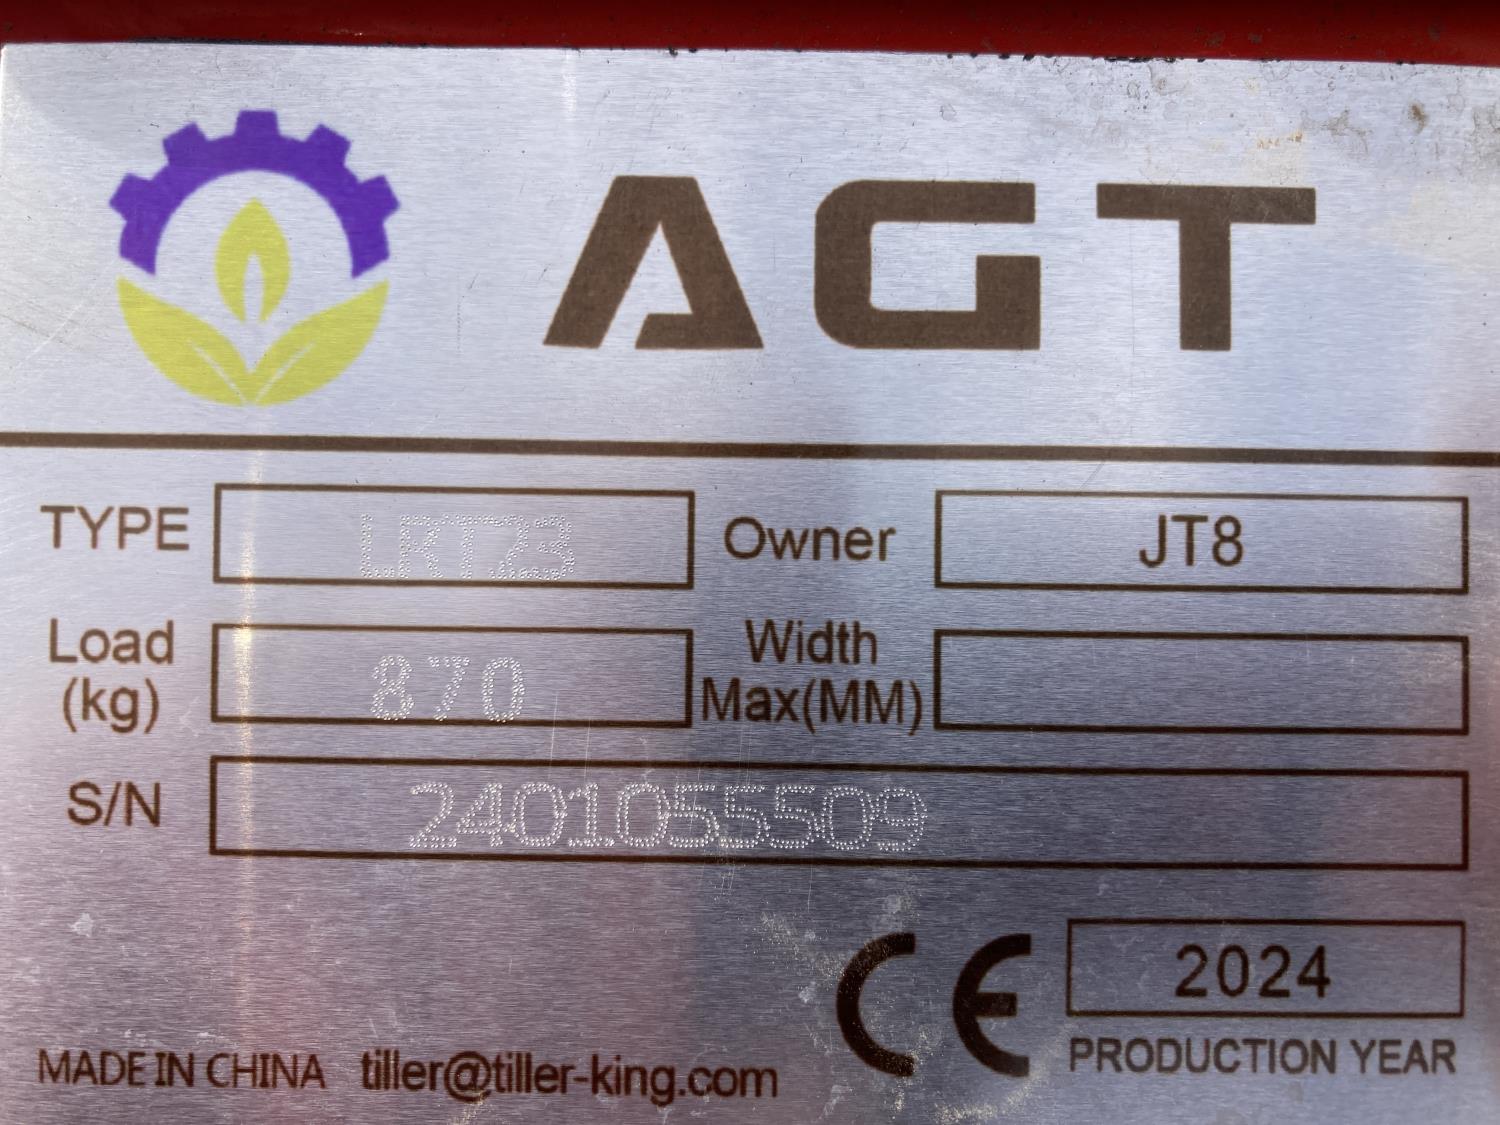 AGT
TYPE LRT23 Owner JT8
Load (kg) 870 Width Max(MM)
S/N 2401055509
CE 2024
PRODUCTION YEAR
MADE IN CHINA tiller@tiller-king.com